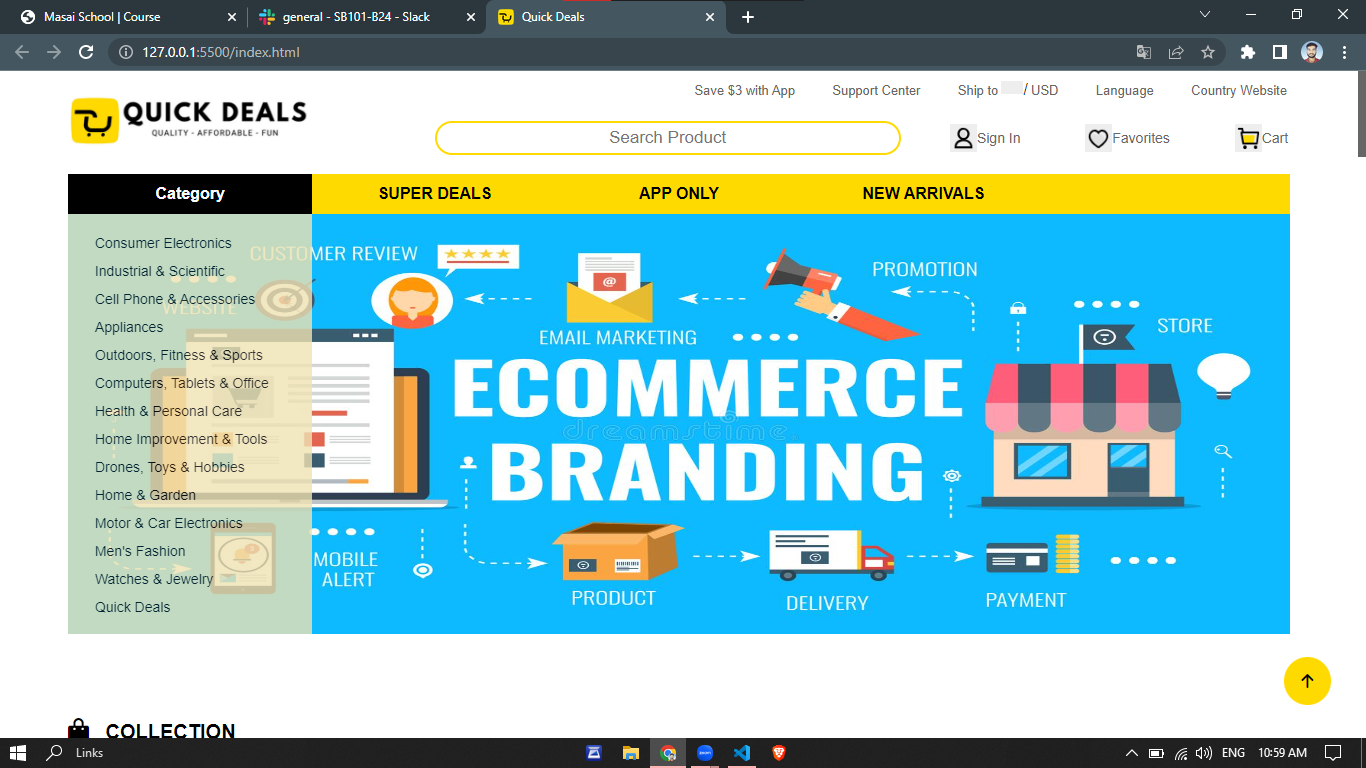 Masai School | Course
general - SB101-B24 - Slack
Quick Deals
127.0.0.1:5500/index.html
Save $3 with App
Support Center
Ship to / USD
Language
Country Website
QUICK DEALS
QUALITY - AFFORDABLE - FUN
Search Product
Sign In
Favorites
Cart
Category
SUPER DEALS
APP ONLY
NEW ARRIVALS
Consumer Electronics
Industrial & Scientific
Cell Phone & Accessories
Appliances
Outdoors, Fitness & Sports
Computers, Tablets & Office
Health & Personal Care
Home Improvement & Tools
Drones, Toys & Hobbies
Home & Garden
Motor & Car Electronics
Men's Fashion
Watches & Jewelry
Quick Deals
CUSTOMER REVIEW
WEBSITE
EMAIL MARKETING
PROMOTION
STORE
ECOMMERCE
BRANDING
dreamstime
MOBILE
ALERT
PRODUCT
DELIVERY
PAYMENT
COLLECTION
Links
ENG
10:59 AM